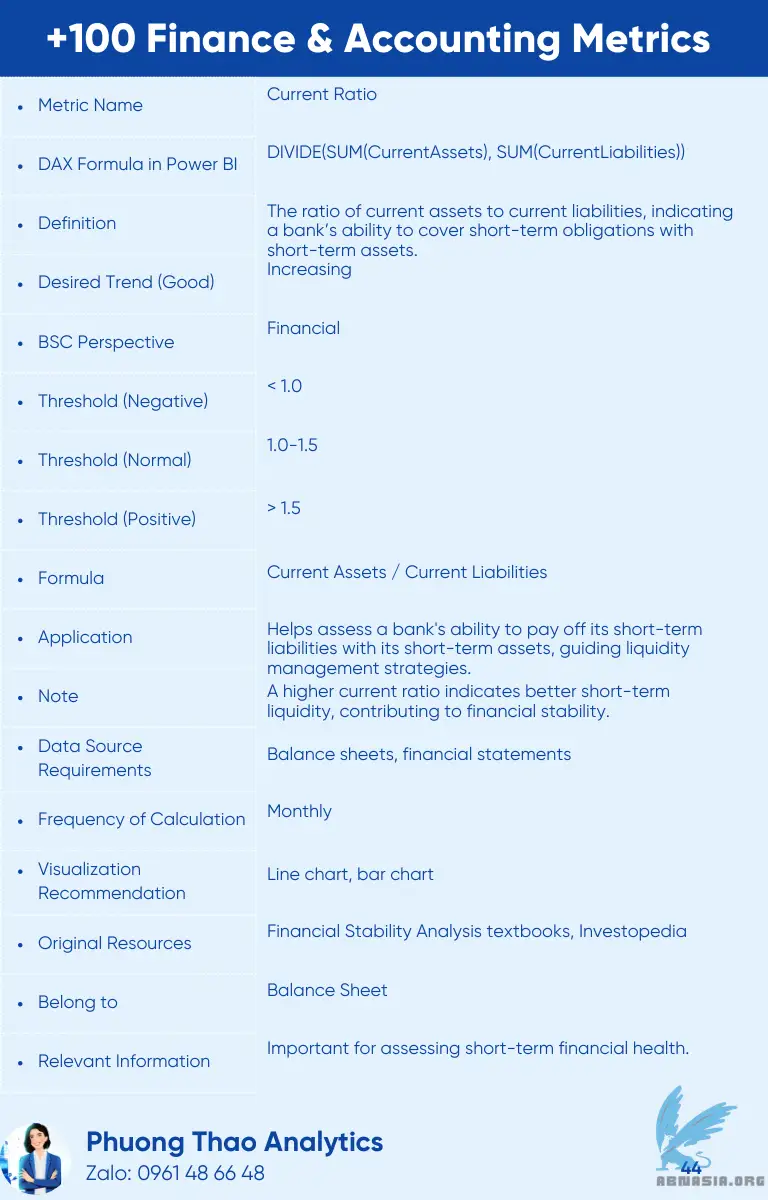 +100 Finance & Accounting Metrics
• Metric Name
Current Ratio
• DAX Formula in Power BI
DIVIDE(SUM(CurrentAssets), SUM(CurrentLiabilities))
• Definition
The ratio of current assets to current liabilities, indicating
a bank’s ability to cover short-term obligations with
short-term assets.
• Desired Trend (Good)
Increasing
• BSC Perspective
Financial
• Threshold (Negative)
< 1.0
• Threshold (Normal)
1.0-1.5
• Threshold (Positive)
> 1.5
• Formula
Current Assets / Current Liabilities
• Application
Helps assess a bank's ability to pay off its short-term
liabilities with its short-term assets, guiding liquidity
management strategies.
• Note
A higher current ratio indicates better short-term
liquidity, contributing to financial stability.
• Data Source
Requirements
Balance sheets, financial statements
• Frequency of Calculation
Monthly
• Visualization
Recommendation
Line chart, bar chart
• Original Resources
Financial Stability Analysis textbooks, Investopedia
• Belong to
Balance Sheet
• Relevant Information
Important for assessing short-term financial health.
Phuong Thao Analytics
Zalo: 0961 48 66 48
44
ABNASIA.ORG